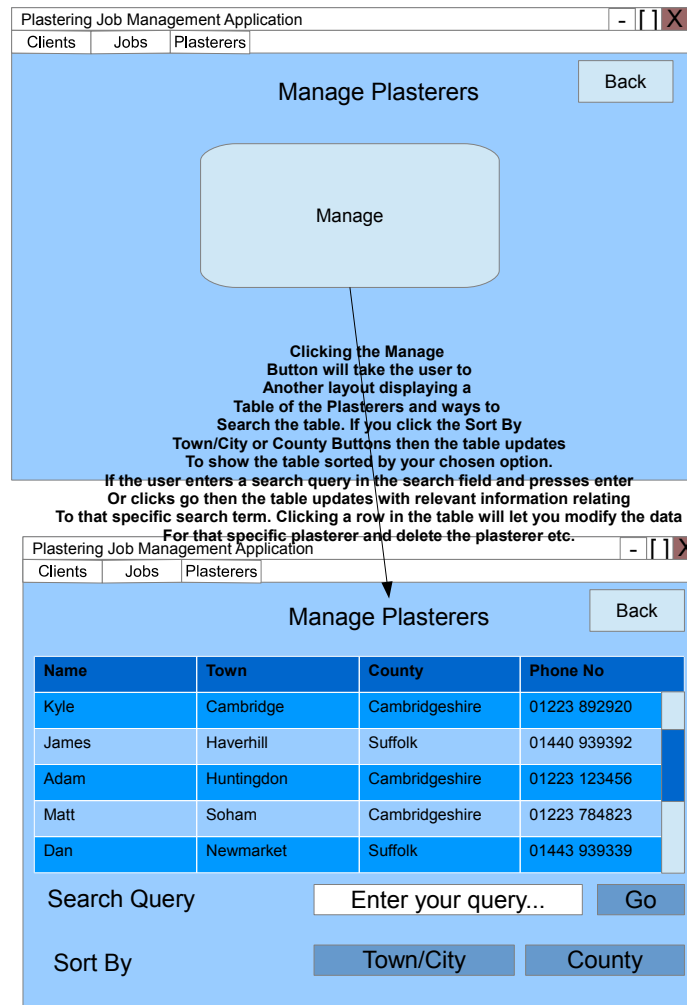 Plastering Job Management Application - [ ] X
Clients Jobs Plasterers
Manage Plasterers
Back
Manage
Clicking the Manage
Button will take the user to
Another layout displaying a
Table of the Plasterers and ways to
Search the table. If you click the Sort By
Town/City or County Buttons then the table updates
To show the table sorted by your chosen option.
If the user enters a search query in the search field and presses enter
Or clicks go then the table updates with relevant information relating
To that specific search term. Clicking a row in the table will let you modify the data
For that specific plasterer and delete the plasterer etc.
Plastering Job Management Application - [ ] X
Clients Jobs Plasterers
Manage Plasterers
Back
Name Town County Phone No
Kyle Cambridge Cambridgeshire 01223 892920
James Haverhill Suffolk 01440 939392
Adam Huntingdon Cambridgeshire 01223 123456
Matt Soham Cambridgeshire 01223 784823
Dan Newmarket Suffolk 01443 939339
Search Query Enter your query... Go
Sort By Town/City County